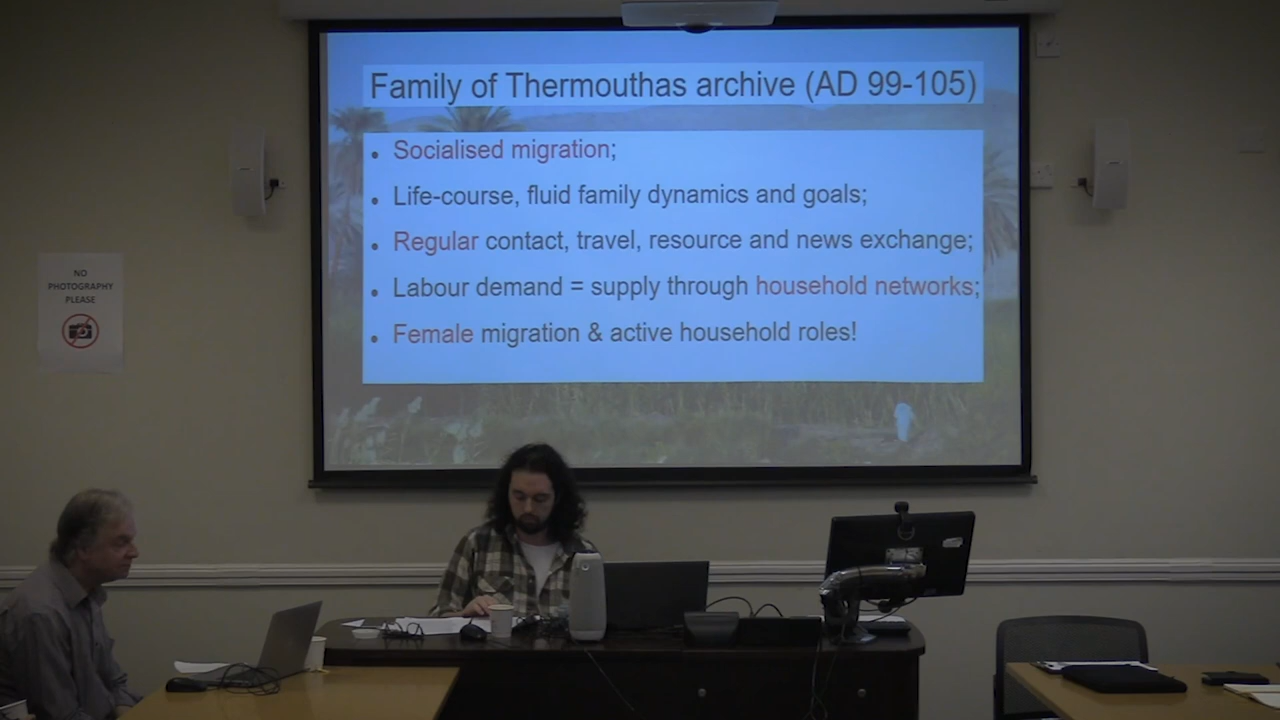 Family of Thermouthas archive (AD 99-105)
• Socialised migration;
• Life-course, fluid family dynamics and goals;
• Regular contact, travel, resource and news exchange;
• Labour demand = supply through household networks;
• Female migration & active household roles!
NO
PHOTOGRAPHY
PLEASE